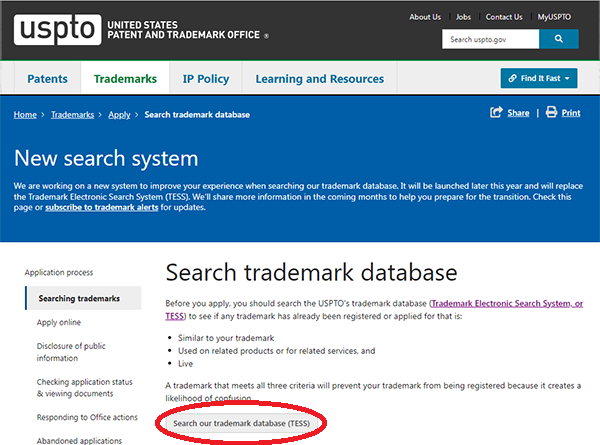 About Us | Jobs | Contact Us | MyUSPTO
uspto
UNITED STATES
PATENT AND TRADEMARK OFFICE ®
Search uspto.gov
Patents
Trademarks
IP Policy
Learning and Resources
Find It Fast
Home > Trademarks > Apply > Search trademark database
Share | Print
New search system
We are working on a new system to improve your experience when searching our trademark database. It will be launched later this year and will replace
the Trademark Electronic Search System (TESS). We'll share more information in the coming months to help you prepare for the transition. Check this
page or subscribe to trademark alerts for updates.
Application process
Searching trademarks
Apply online
Disclosure of public
information
Checking application status
& viewing documents
Responding to Office actions
Abandoned applications
Search trademark database
Before you apply, you should search the USPTO's trademark database (Trademark Electronic Search System, or
TESS) to see if any trademark has already been registered or applied for that is:
• Similar to your trademark
• Used on related products or for related services, and
• Live
A trademark that meets all three criteria will prevent your trademark from being registered because it creates a
likelihood of confusion.
Search our trademark database (TESS)